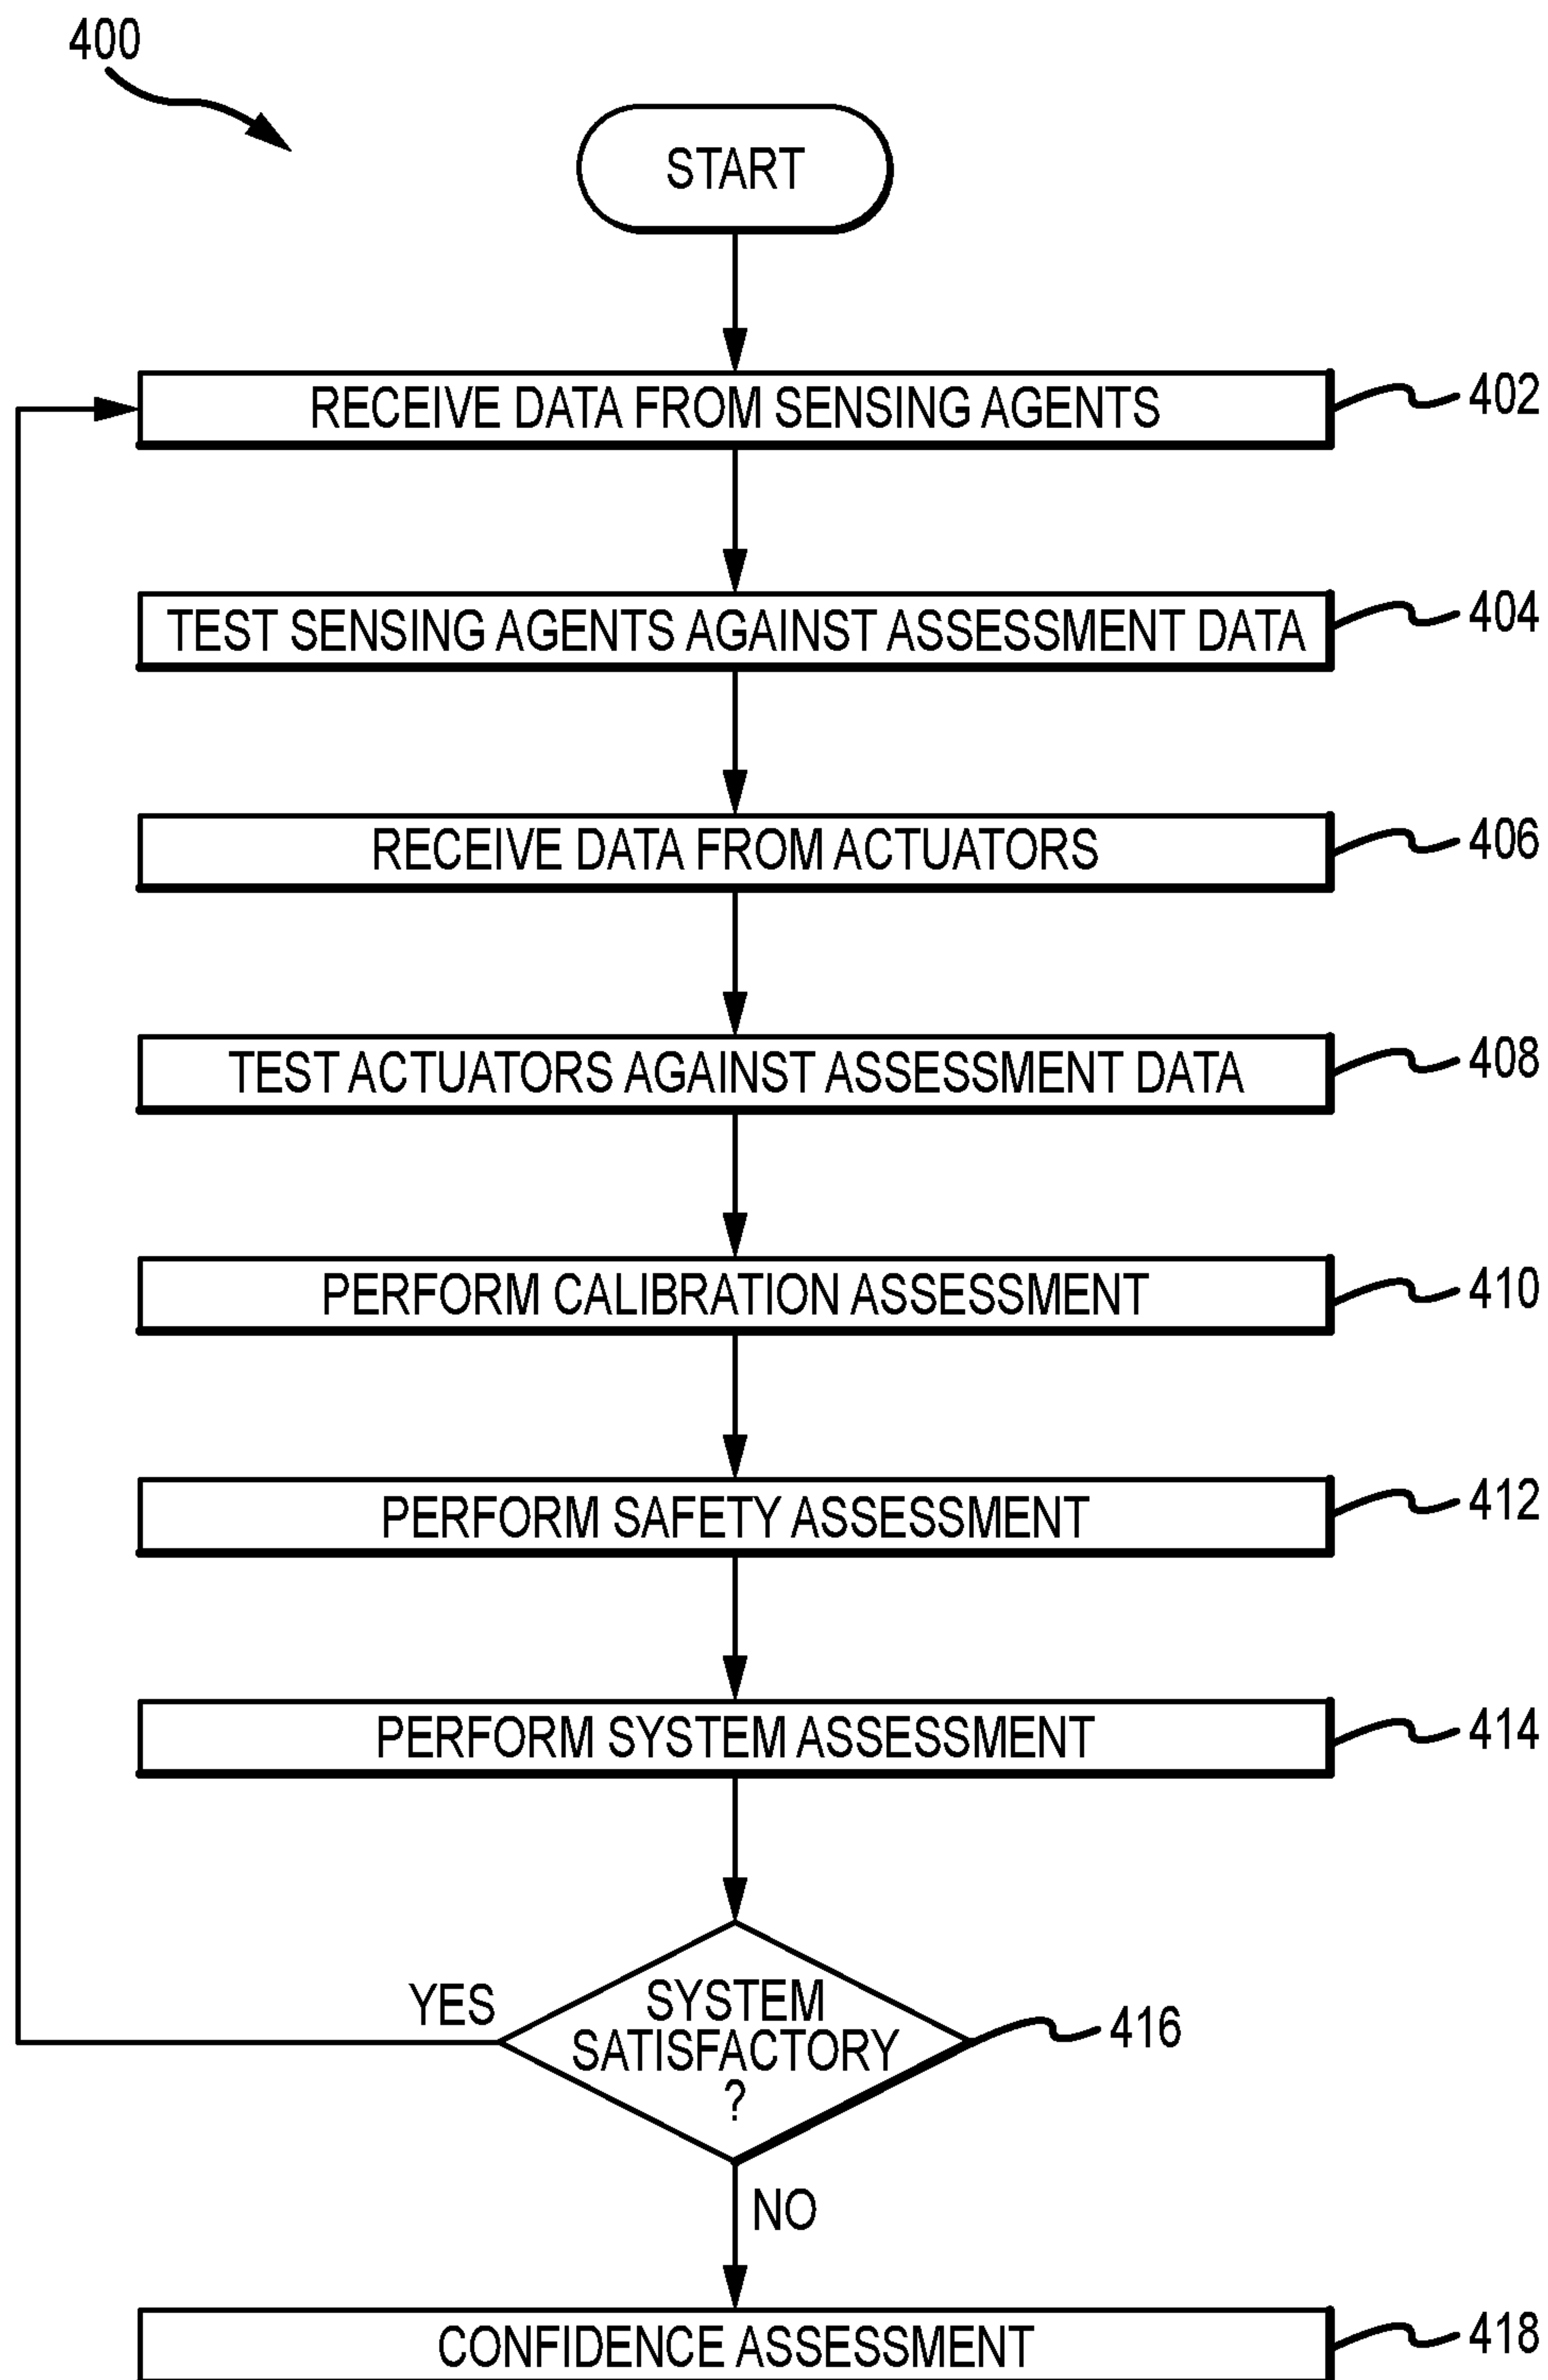 400
START
RECEIVE DATA FROM SENSING AGENTS
402
TEST SENSING AGENTS AGAINST ASSESSMENT DATA
404
RECEIVE DATA FROM ACTUATORS
406
TEST ACTUATORS AGAINST ASSESSMENT DATA
408
PERFORM CALIBRATION ASSESSMENT
410
PERFORM SAFETY ASSESSMENT
412
PERFORM SYSTEM ASSESSMENT
414
YES
SYSTEM
SATISFACTORY
?
416
NO
CONFIDENCE ASSESSMENT
418